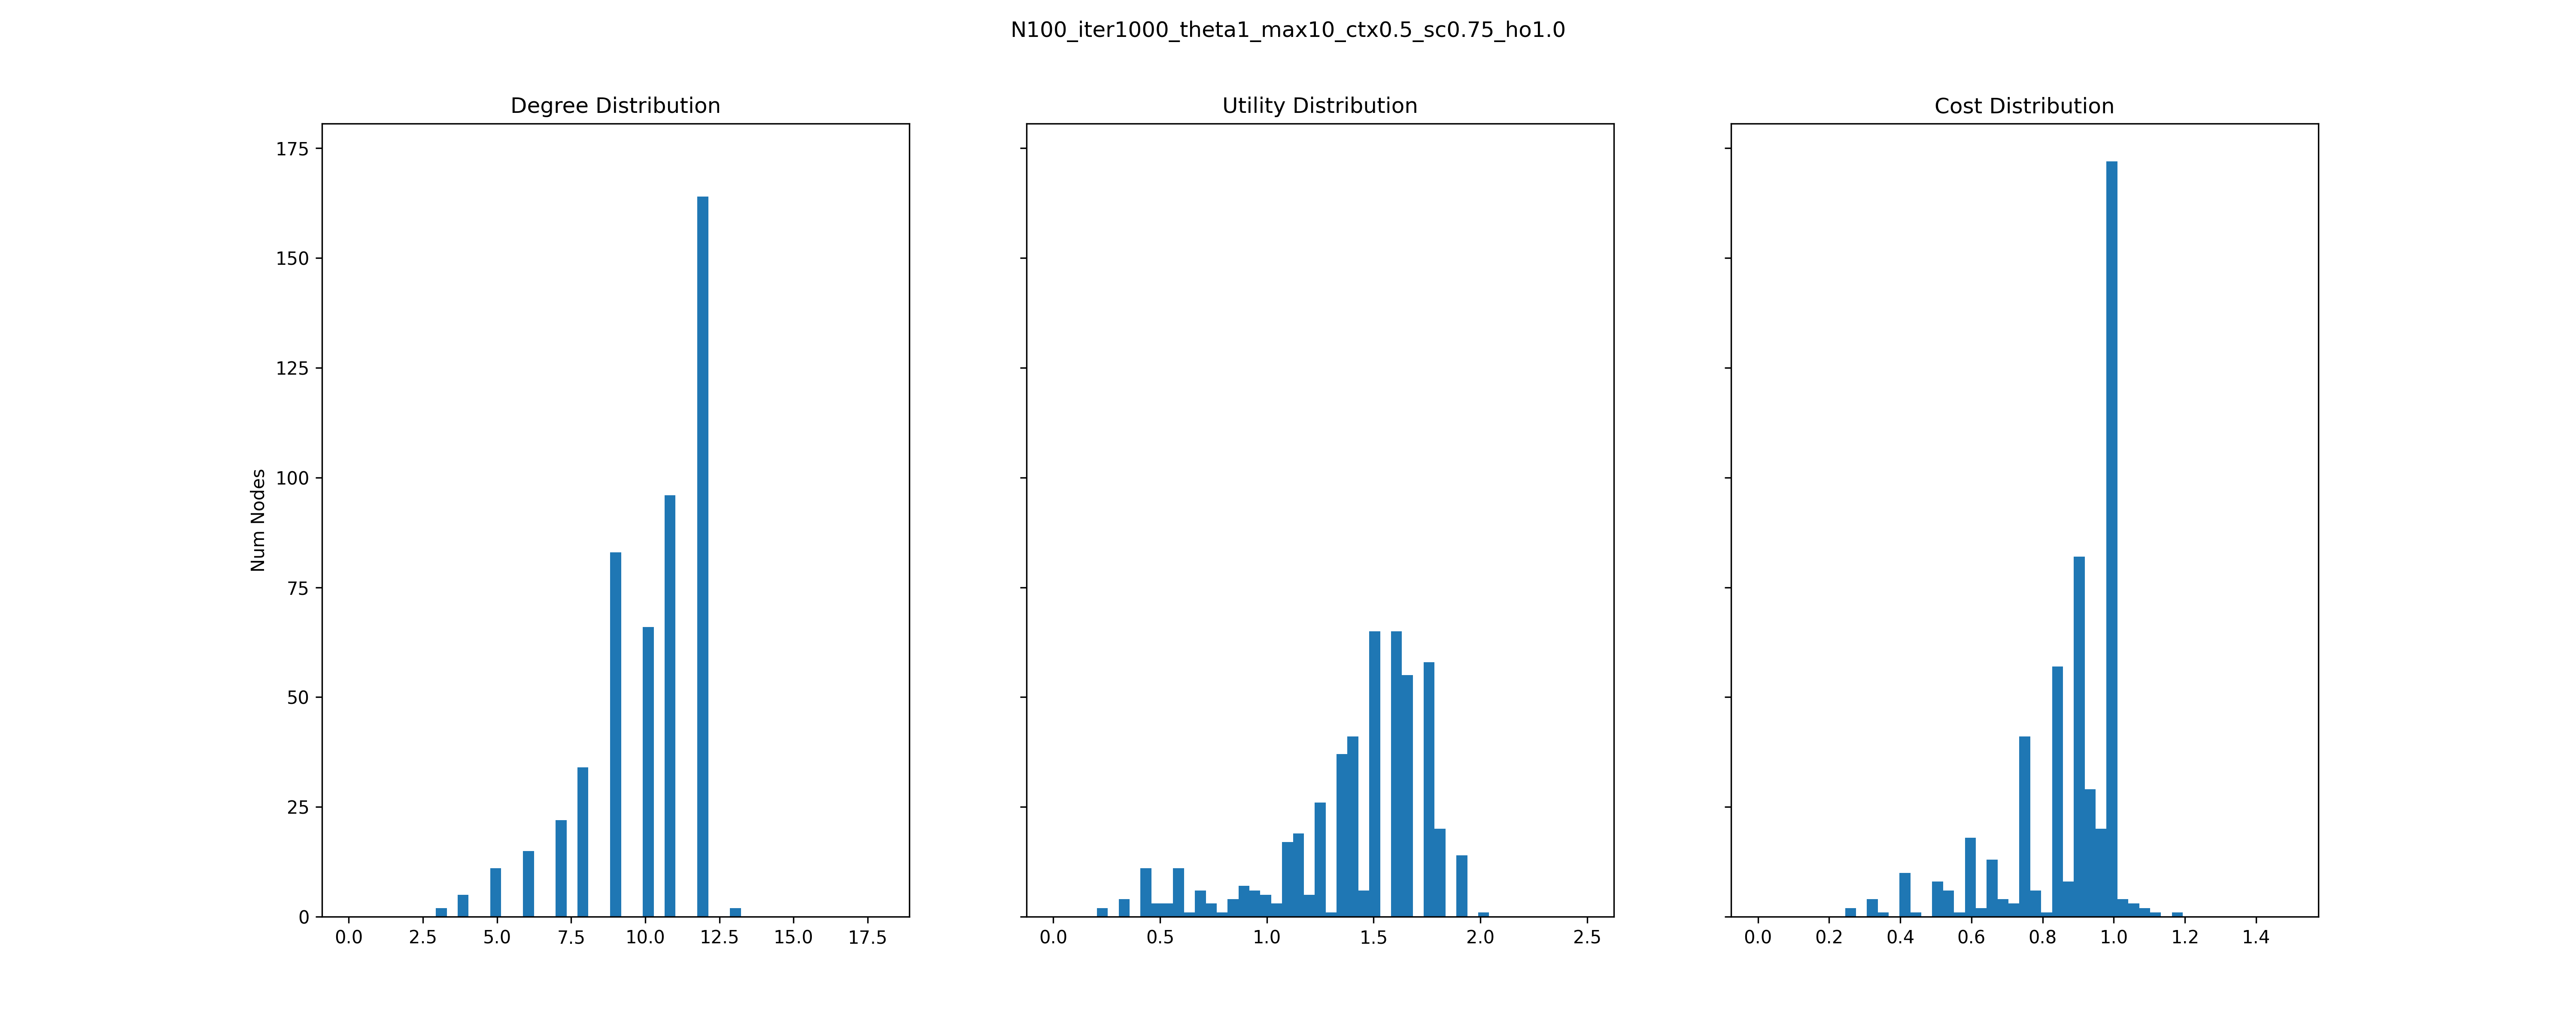 N100_iter1000_theta1_max10_ctx0.5_sc0.75_ho1.0
Degree Distribution
Utility Distribution
Cost Distribution
Num Nodes
175
150
125
100
75
50
25
0
0.0 2.5 5.0 7.5 10.0 12.5 15.0 17.5
0.0 0.5 1.0 1.5 2.0 2.5
0.0 0.2 0.4 0.6 0.8 1.0 1.2 1.4